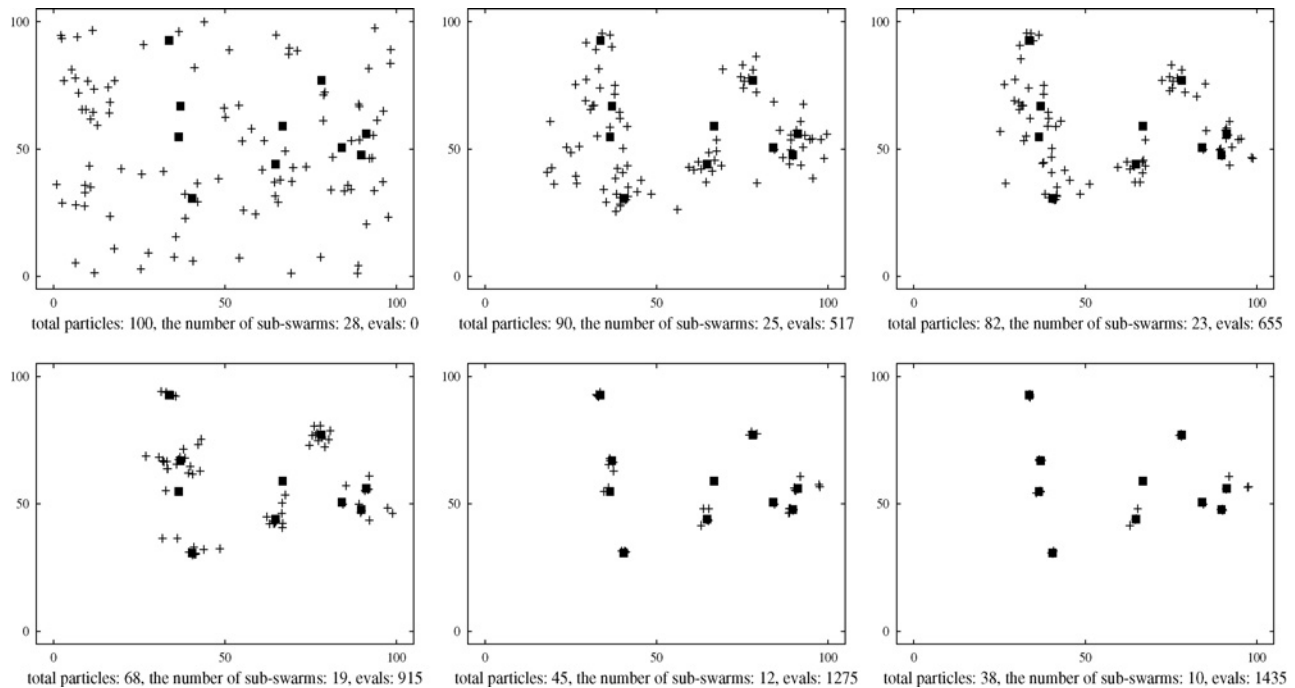 100
50
0
0 50 100
total particles: 100, the number of sub-swarms: 28, evals: 0
100
50
0
0 50 100
total particles: 90, the number of sub-swarms: 25, evals: 517
100
50
0
0 50 100
total particles: 82, the number of sub-swarms: 23, evals: 655
100
50
0
0 50 100
total particles: 68, the number of sub-swarms: 19, evals: 915
100
50
0
0 50 100
total particles: 45, the number of sub-swarms: 12, evals: 1275
100
50
0
0 50 100
total particles: 38, the number of sub-swarms: 10, evals: 1435